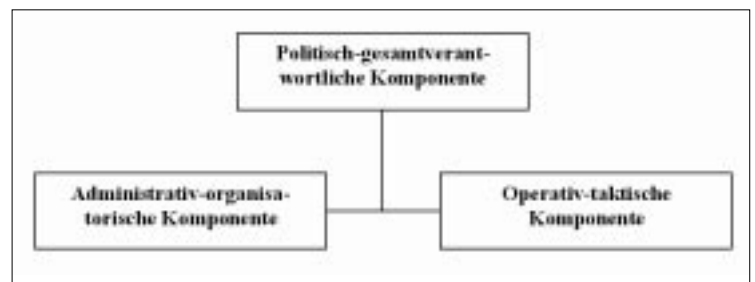 Politisch-gesamtverant-
wortliche Komponente
Administrativ-organisa-
torische Komponente
Operativ-taktische
Komponente